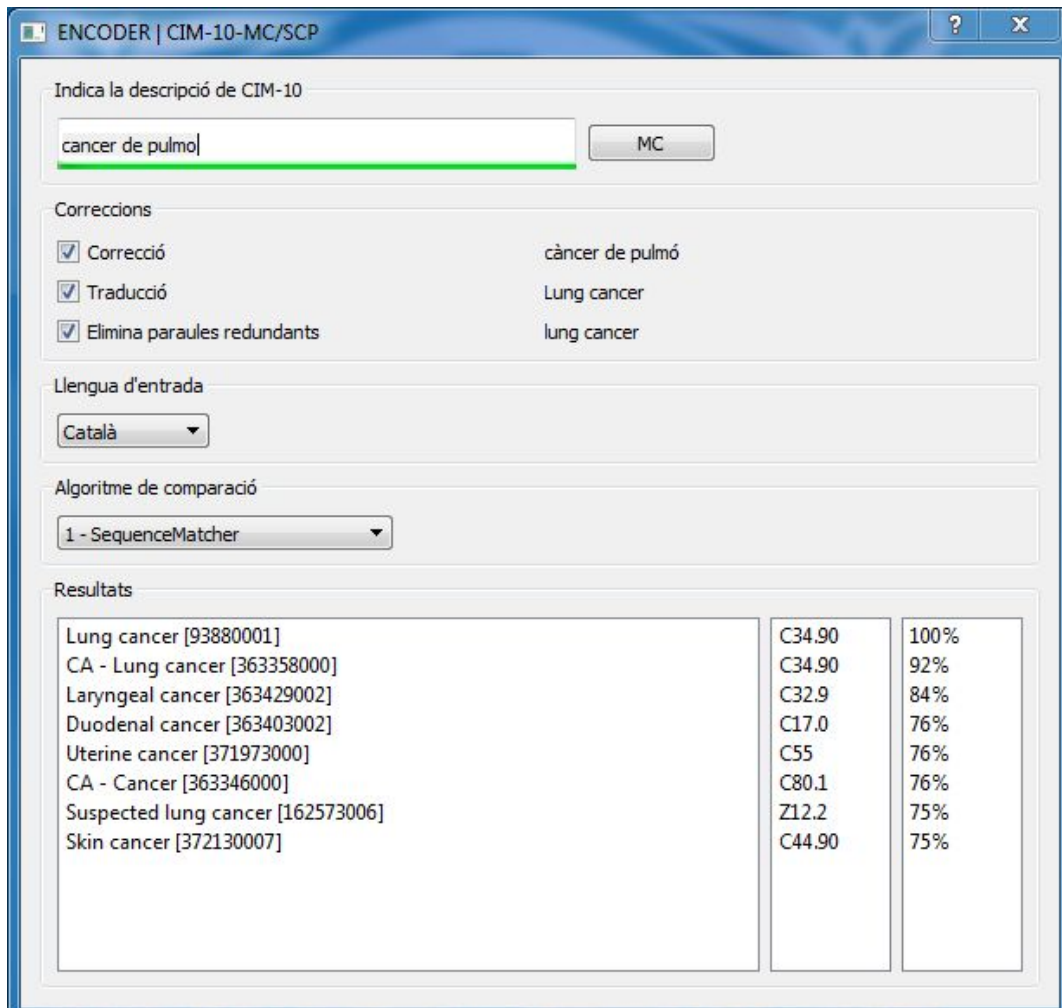 ENCODER | CIM-10-MC/SCP
? X
Indica la descripció de CIM-10
cancer de pulmo
MC
Correccions
Correcció càncer de pulmó
Traducció Lung cancer
Elimina paraules redundants lung cancer
Llengua d'entrada
Català
Algoritme de comparació
1 - SequenceMatcher
Resultats
Lung cancer [93880001] C34.90 100%
CA - Lung cancer [363358000] C34.90 92%
Laryngeal cancer [363429002] C32.9 84%
Duodenal cancer [363403002] C17.0 76%
Uterine cancer [371973000] C55 76%
CA - Cancer [363346000] C80.1 76%
Suspected lung cancer [162573006] Z12.2 75%
Skin cancer [372130007] C44.90 75%